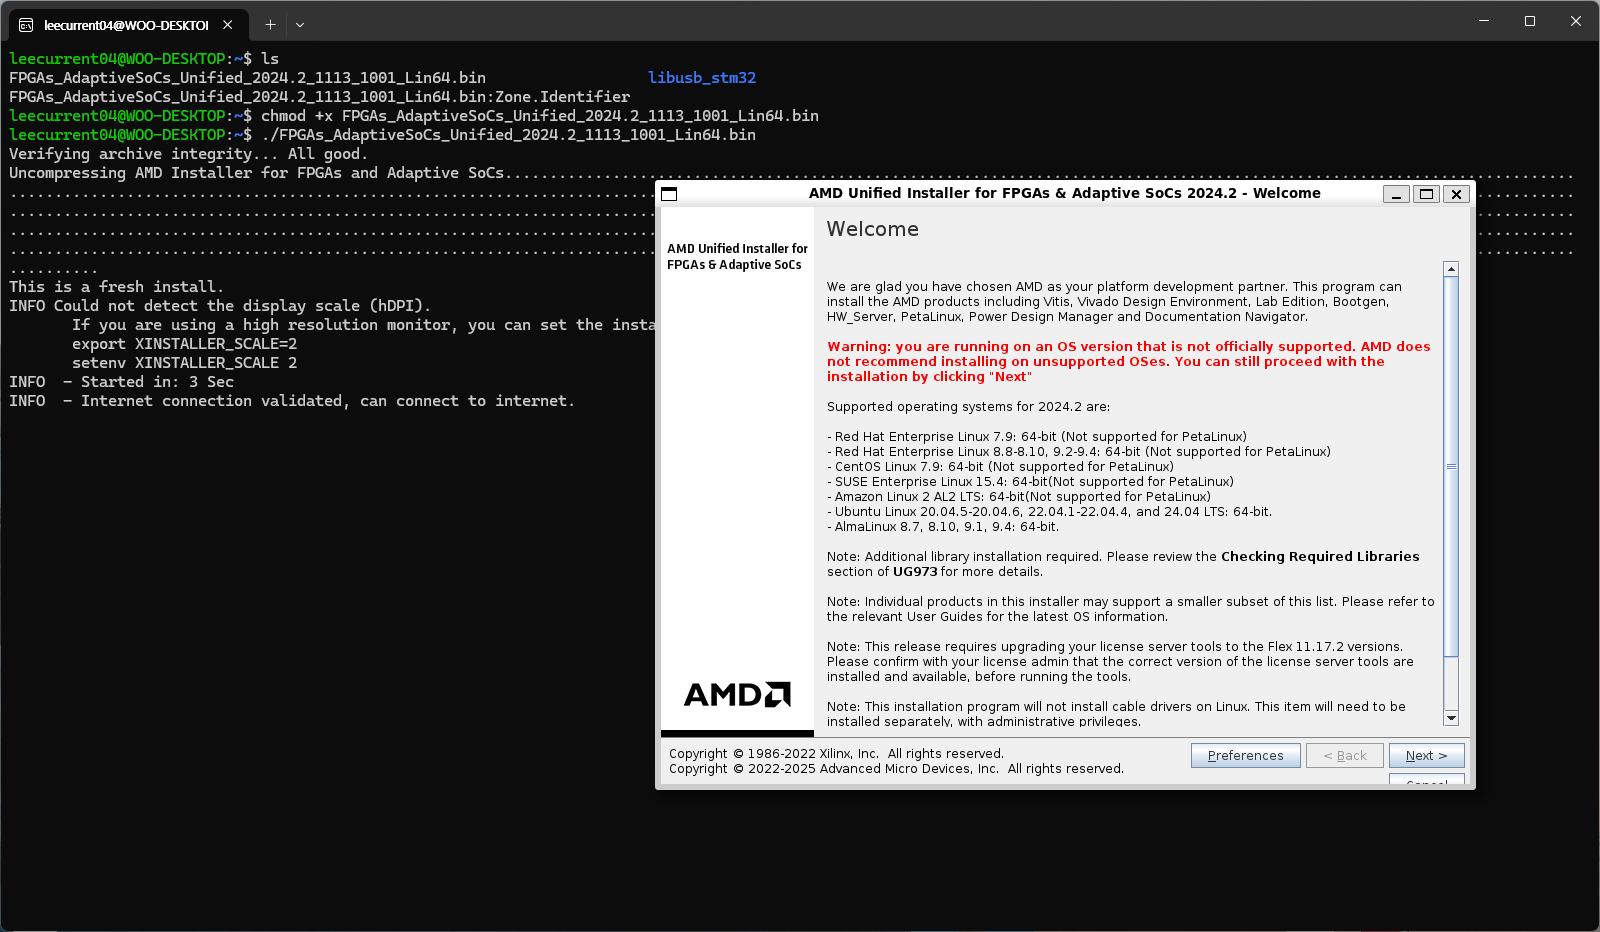 leecurrent04@WOO-DESKTOI
leecurrent04@WOO-DESKTOP:~$ ls
FPGAs_AdaptiveSoCs_Unified_2024.2_1113_1001_Lin64.bin                  libusb_stm32
FPGAs_AdaptiveSoCs_Unified_2024.2_1113_1001_Lin64.bin:Zone.Identifier
leecurrent04@WOO-DESKTOP:~$ chmod +x FPGAs_AdaptiveSoCs_Unified_2024.2_1113_1001_Lin64.bin
leecurrent04@WOO-DESKTOP:~$ ./FPGAs_AdaptiveSoCs_Unified_2024.2_1113_1001_Lin64.bin
Verifying archive integrity... All good.
Uncompressing AMD Installer for FPGAs and Adaptive SoCs.....
This is a fresh install.
INFO Could not detect the display scale (hDPI).
If you are using a high resolution monitor, you can set the insta
export XINSTALLER_SCALE=2
setenv XINSTALLER_SCALE 2
INFO  - Started in: 3 Sec
INFO  - Internet connection validated, can connect to internet.
AMD Unified Installer for FPGAs & Adaptive SoCs 2024.2 - Welcome
AMD Unified Installer for
FPGAs & Adaptive SoCs
AMD
Welcome
We are glad you have chosen AMD as your platform development partner. This program can
install the AMD products including Vitis, Vivado Design Environment, Lab Edition, Bootgen,
HW_Server, PetaLinux, Power Design Manager and Documentation Navigator.
Warning: you are running on an OS version that is not officially supported. AMD does
not recommend installing on unsupported OSes. You can still proceed with the
installation by clicking "Next"
Supported operating systems for 2024.2 are:
- Red Hat Enterprise Linux 7.9: 64-bit (Not supported for PetaLinux)
- Red Hat Enterprise Linux 8.8-8.10, 9.2-9.4: 64-bit (Not supported for PetaLinux)
- CentOS Linux 7.9: 64-bit (Not supported for PetaLinux)
- SUSE Enterprise Linux 15.4: 64-bit(Not supported for PetaLinux)
- Amazon Linux 2 AL2 LTS: 64-bit(Not supported for PetaLinux)
- Ubuntu Linux 20.04.5-20.04.6, 22.04.1-22.04.4, and 24.04 LTS: 64-bit.
- AlmaLinux 8.7, 8.10, 9.1, 9.4: 64-bit.
Note: Additional library installation required. Please review the Checking Required Libraries
section of UG973 for more details.
Note: Individual products in this installer may support a smaller subset of this list. Please refer to
the relevant User Guides for the latest OS information.
Note: This release requires upgrading your license server tools to the Flex 11.17.2 versions.
Please confirm with your license admin that the correct version of the license server tools are
installed and available, before running the tools.
Note: This installation program will not install cable drivers on Linux. This item will need to be
installed separately, with administrative privileges.
Copyright © 1986-2022 Xilinx, Inc.  All rights reserved.
Copyright © 2022-2025 Advanced Micro Devices, Inc.  All rights reserved.
Preferences
< Back
Next >
Cancel